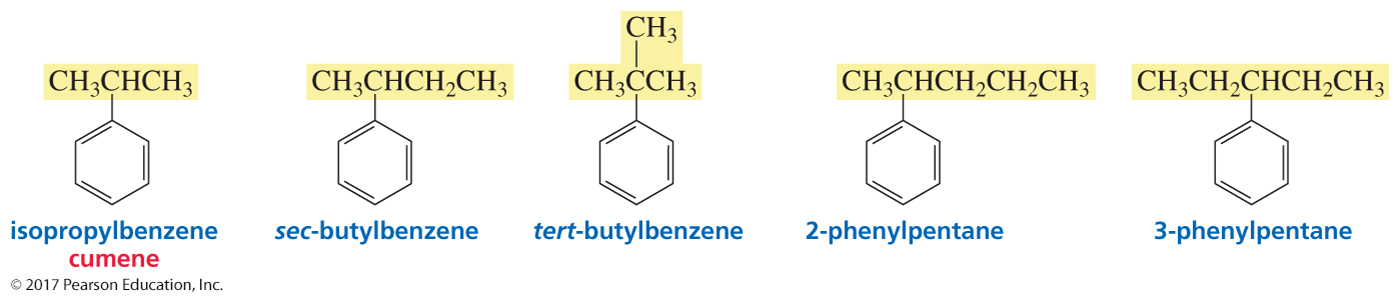 CH₃
CH₃CHCH₃ CH₃CHCH₂CH₃ CH₃CCH₃ CH₃CHCH₂CH₂CH₃ CH₃CH₂CHCH₂CH₃
isopropylbenzene sec-butylbenzene tert-butylbenzene 2-phenylpentane 3-phenylpentane
cumene
© 2017 Pearson Education, Inc.